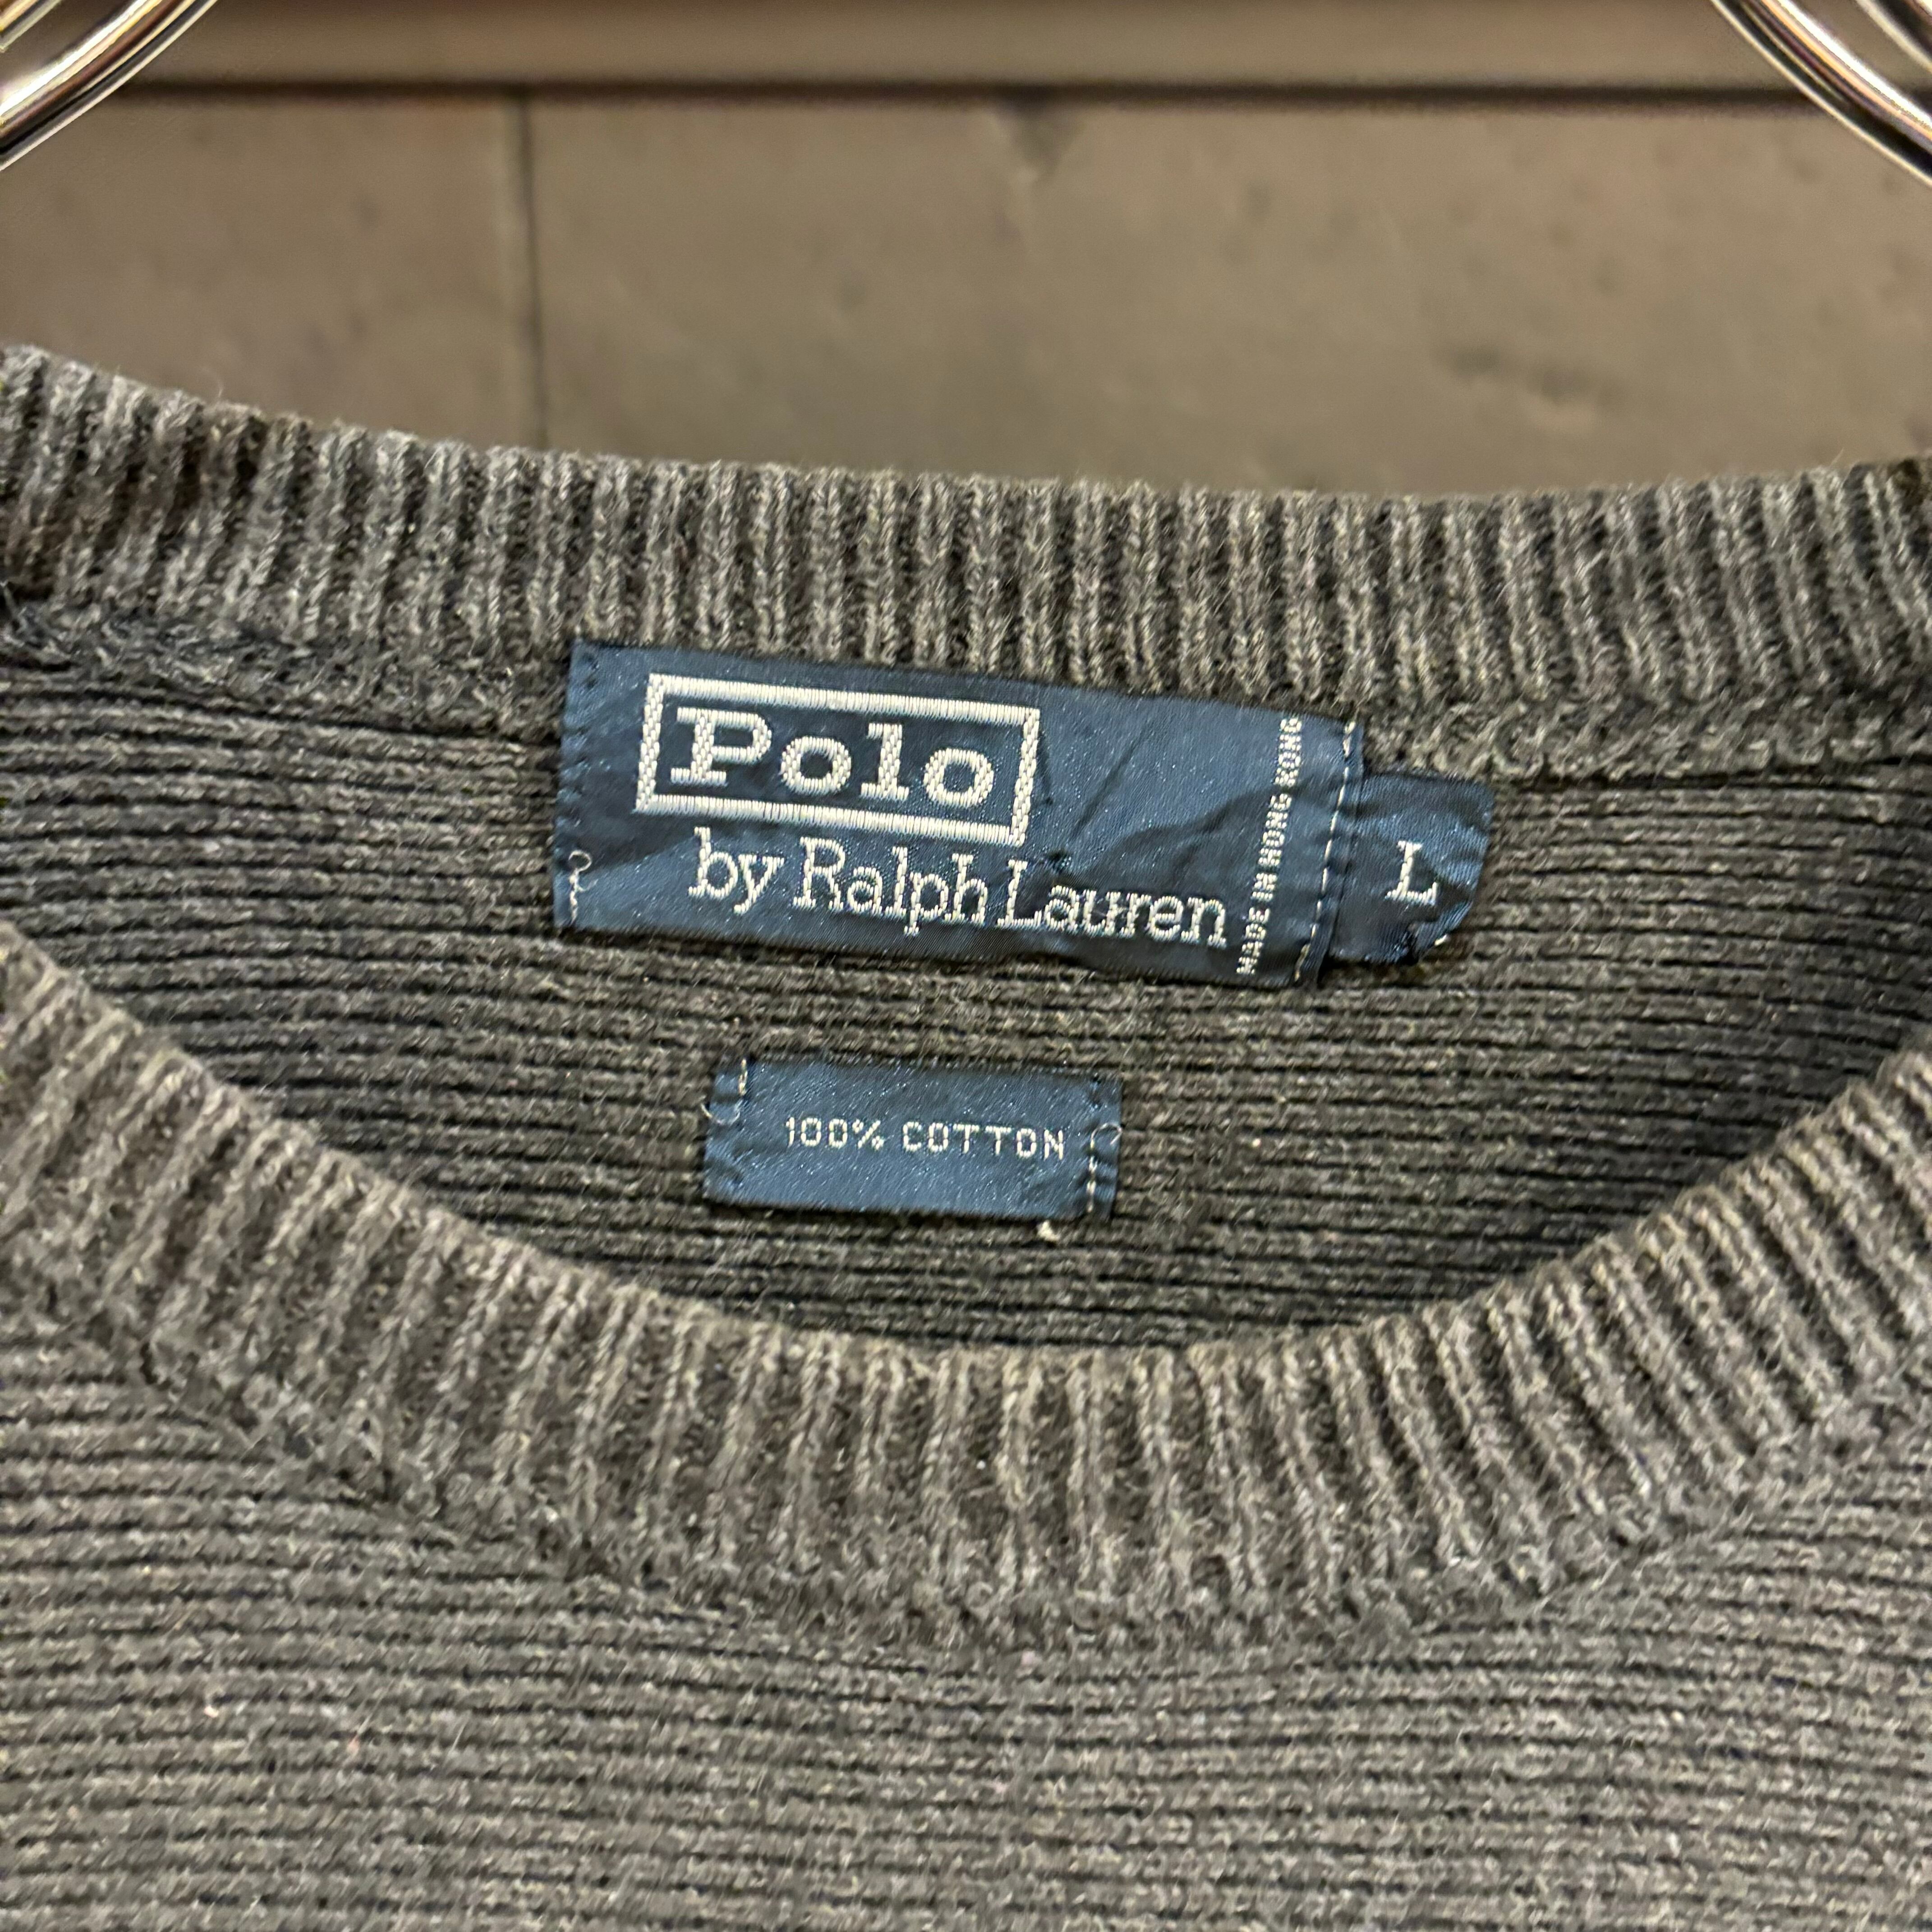 Polo
by Ralph Lauren
MADE IN HONG KONG
L
100% COTTON